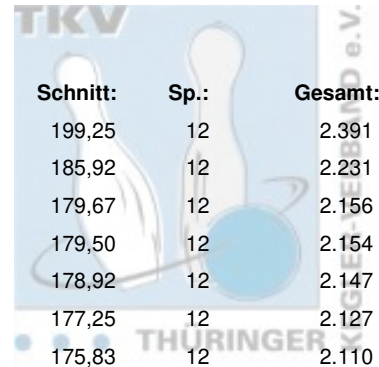 TKV
Schnitt: Sp.: Gesamt:
199,25 12 2.391
185,92 12 2.231
179,67 12 2.156
179,50 12 2.154
178,92 12 2.147
177,25 12 2.127
175,83 12 2.110
THÜRINGER
KEGLER-VERBAND e.V.